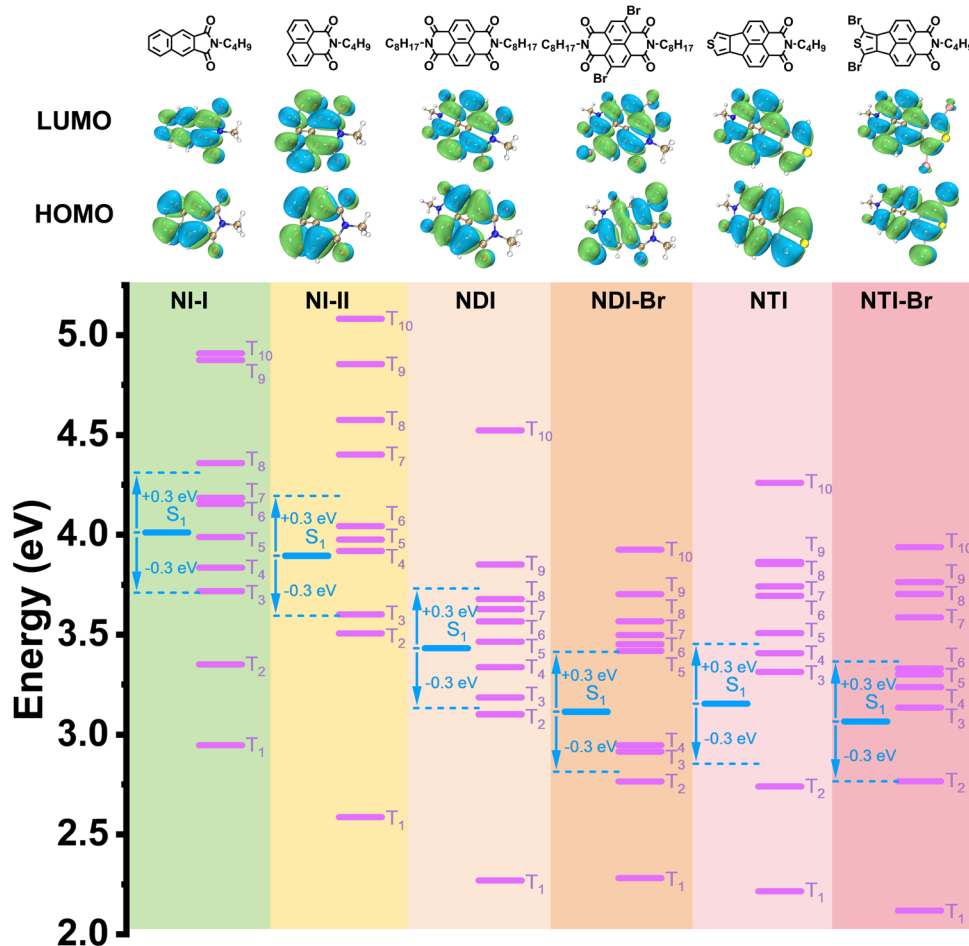 Br
O O
O O O O
N-C4H9
N-C4H9
C8H17-N N-C8H17
C8H17-N N-C8H17
S N-C4H9
Br S N-C4H9
O O O O
O O
Br
Br
LUMO
HOMO
NI-I NI-II NDI NDI-Br NTI NTI-Br
Energy (eV)
5.0
4.5
4.0
3.5
3.0
2.5
2.0
T10
T9
T8
T7
T6
T5
T4
T3
T2
T1
+0.3 eV
S1
-0.3 eV
T10
T9
T8
T7
T6
T5
T4
T3
T2
T1
+0.3 eV
S1
-0.3 eV
T10
T9
T8
T7
T6
T5
T4
T3
T2
T1
+0.3 eV
S1
-0.3 eV
T10
T9
T8
T7
T6
T5
T4
T3
T2
T1
+0.3 eV
S1
-0.3 eV
T10
T9
T8
T7
T6
T5
T4
T3
T2
T1
+0.3 eV
S1
-0.3 eV
T10
T9
T8
T7
T6
T5
T4
T3
T2
T1
+0.3 eV
S1
-0.3 eV